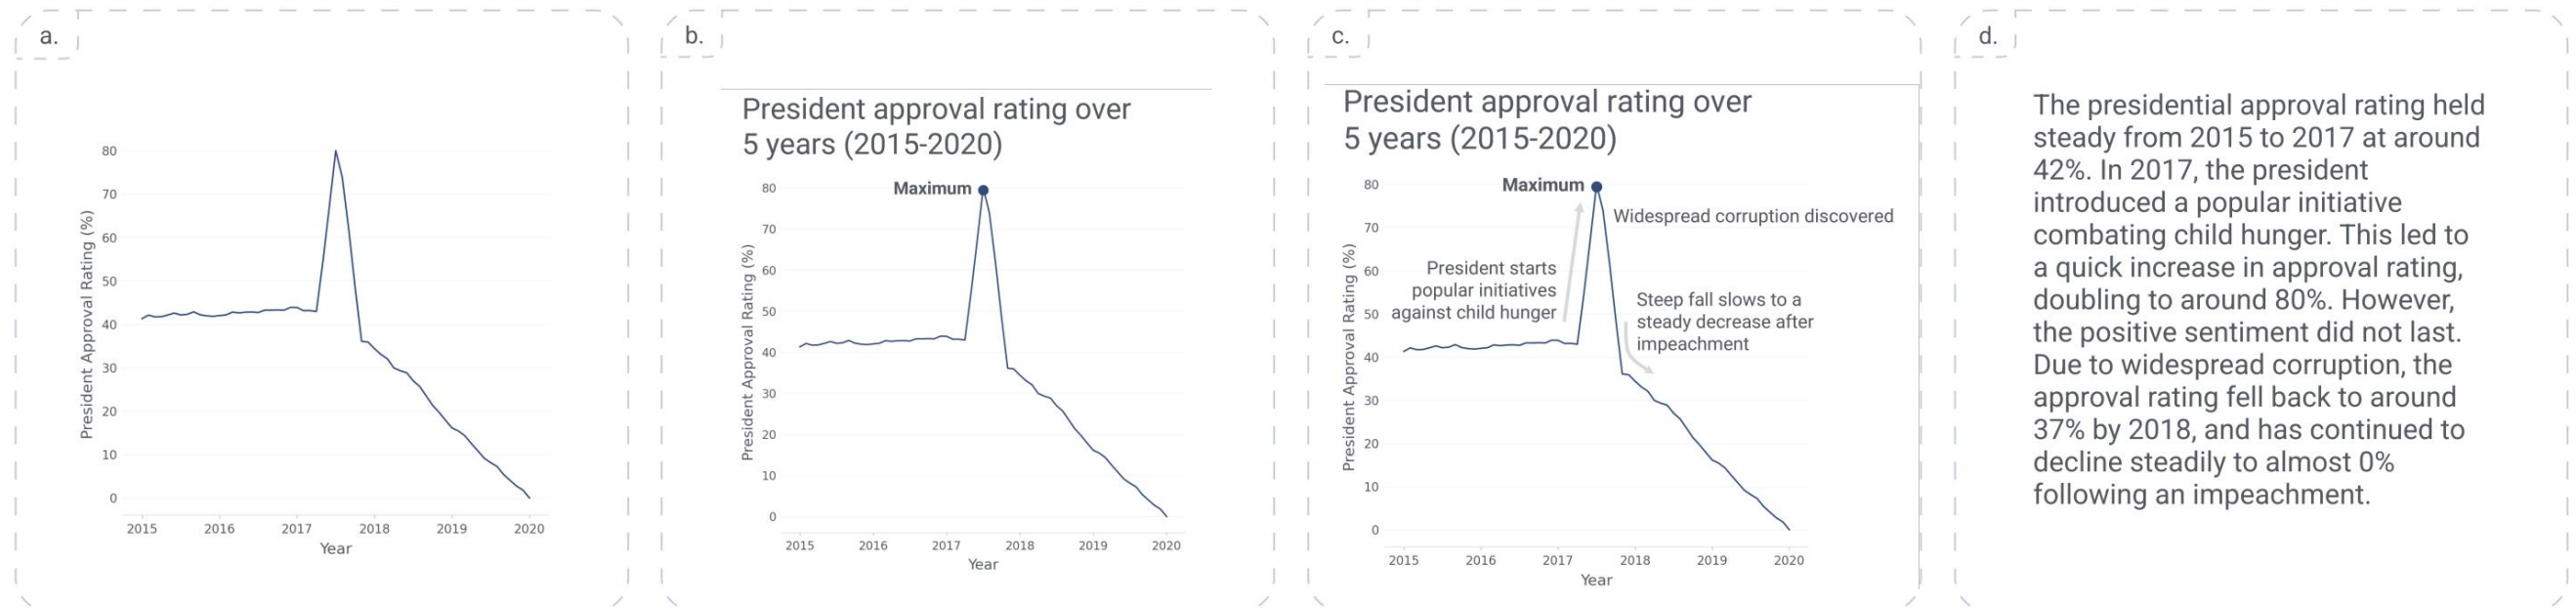 a.
80
70
60
50
40
30
20
10
0
President Approval Rating (%)
2015 2016 2017 2018 2019 2020
Year
b.
President approval rating over
5 years (2015-2020)
Maximum
80
70
60
50
40
30
20
10
0
President Approval Rating (%)
2015 2016 2017 2018 2019 2020
Year
c.
President approval rating over
5 years (2015-2020)
Maximum
Widespread corruption discovered
President starts
popular initiatives
against child hunger
Steep fall slows to a
steady decrease after
impeachment
80
70
60
50
40
30
20
10
0
President Approval Rating (%)
2015 2016 2017 2018 2019 2020
Year
d.
The presidential approval rating held
steady from 2015 to 2017 at around
42%. In 2017, the president
introduced a popular initiative
combating child hunger. This led to
a quick increase in approval rating,
doubling to around 80%. However,
the positive sentiment did not last.
Due to widespread corruption, the
approval rating fell back to around
37% by 2018, and has continued to
decline steadily to almost 0%
following an impeachment.